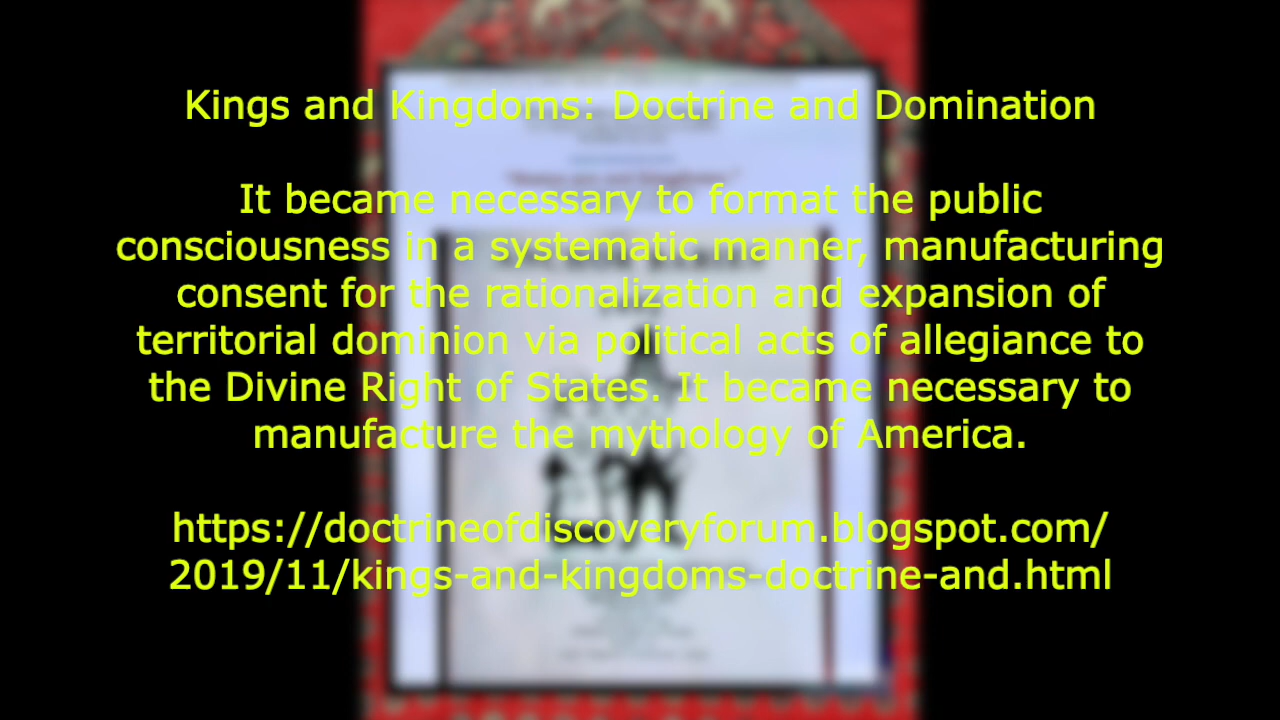 Kings and Kingdoms: Doctrine and Domination
It became necessary to format the public
consciousness in a systematic manner, manufacturing
consent for the rationalization and expansion of
territorial dominion via political acts of allegiance to
the Divine Right of States. It became necessary to
manufacture the mythology of America.
https://doctrineofdiscoveryforum.blogspot.com/
2019/11/kings-and-kingdoms-doctrine-and.html